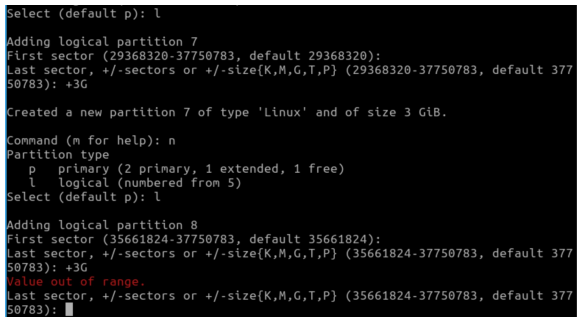 Select (default p): l
Adding logical partition 7
First sector (29368320-37750783, default 29368320):
Last sector, +/-sectors or +/-size{K,M,G,T,P} (29368320-37750783, default 377
50783): +3G
Created a new partition 7 of type 'Linux' and of size 3 GiB.
Command (m for help): n
Partition type
p   primary (2 primary, 1 extended, 1 free)
l   logical (numbered from 5)
Select (default p): l
Adding logical partition 8
First sector (35661824-37750783, default 35661824):
Last sector, +/-sectors or +/-size{K,M,G,T,P} (35661824-37750783, default 377
50783): +3G
Value out of range.
Last sector, +/-sectors or +/-size{K,M,G,T,P} (35661824-37750783, default 377
50783):